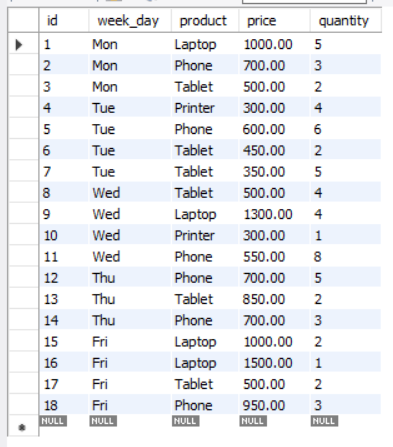 id week_day product price quantity
1 Mon Laptop 1000.00 5
2 Mon Phone 700.00 3
3 Mon Tablet 500.00 2
4 Tue Printer 300.00 4
5 Tue Phone 600.00 6
6 Tue Tablet 450.00 2
7 Tue Tablet 350.00 5
8 Wed Tablet 500.00 4
9 Wed Laptop 1300.00 4
10 Wed Printer 300.00 1
11 Wed Phone 550.00 8
12 Thu Phone 700.00 5
13 Thu Tablet 850.00 2
14 Thu Phone 700.00 3
15 Fri Laptop 1000.00 2
16 Fri Laptop 1500.00 1
17 Fri Tablet 500.00 2
18 Fri Phone 950.00 3
NULL NULL NULL NULL NULL